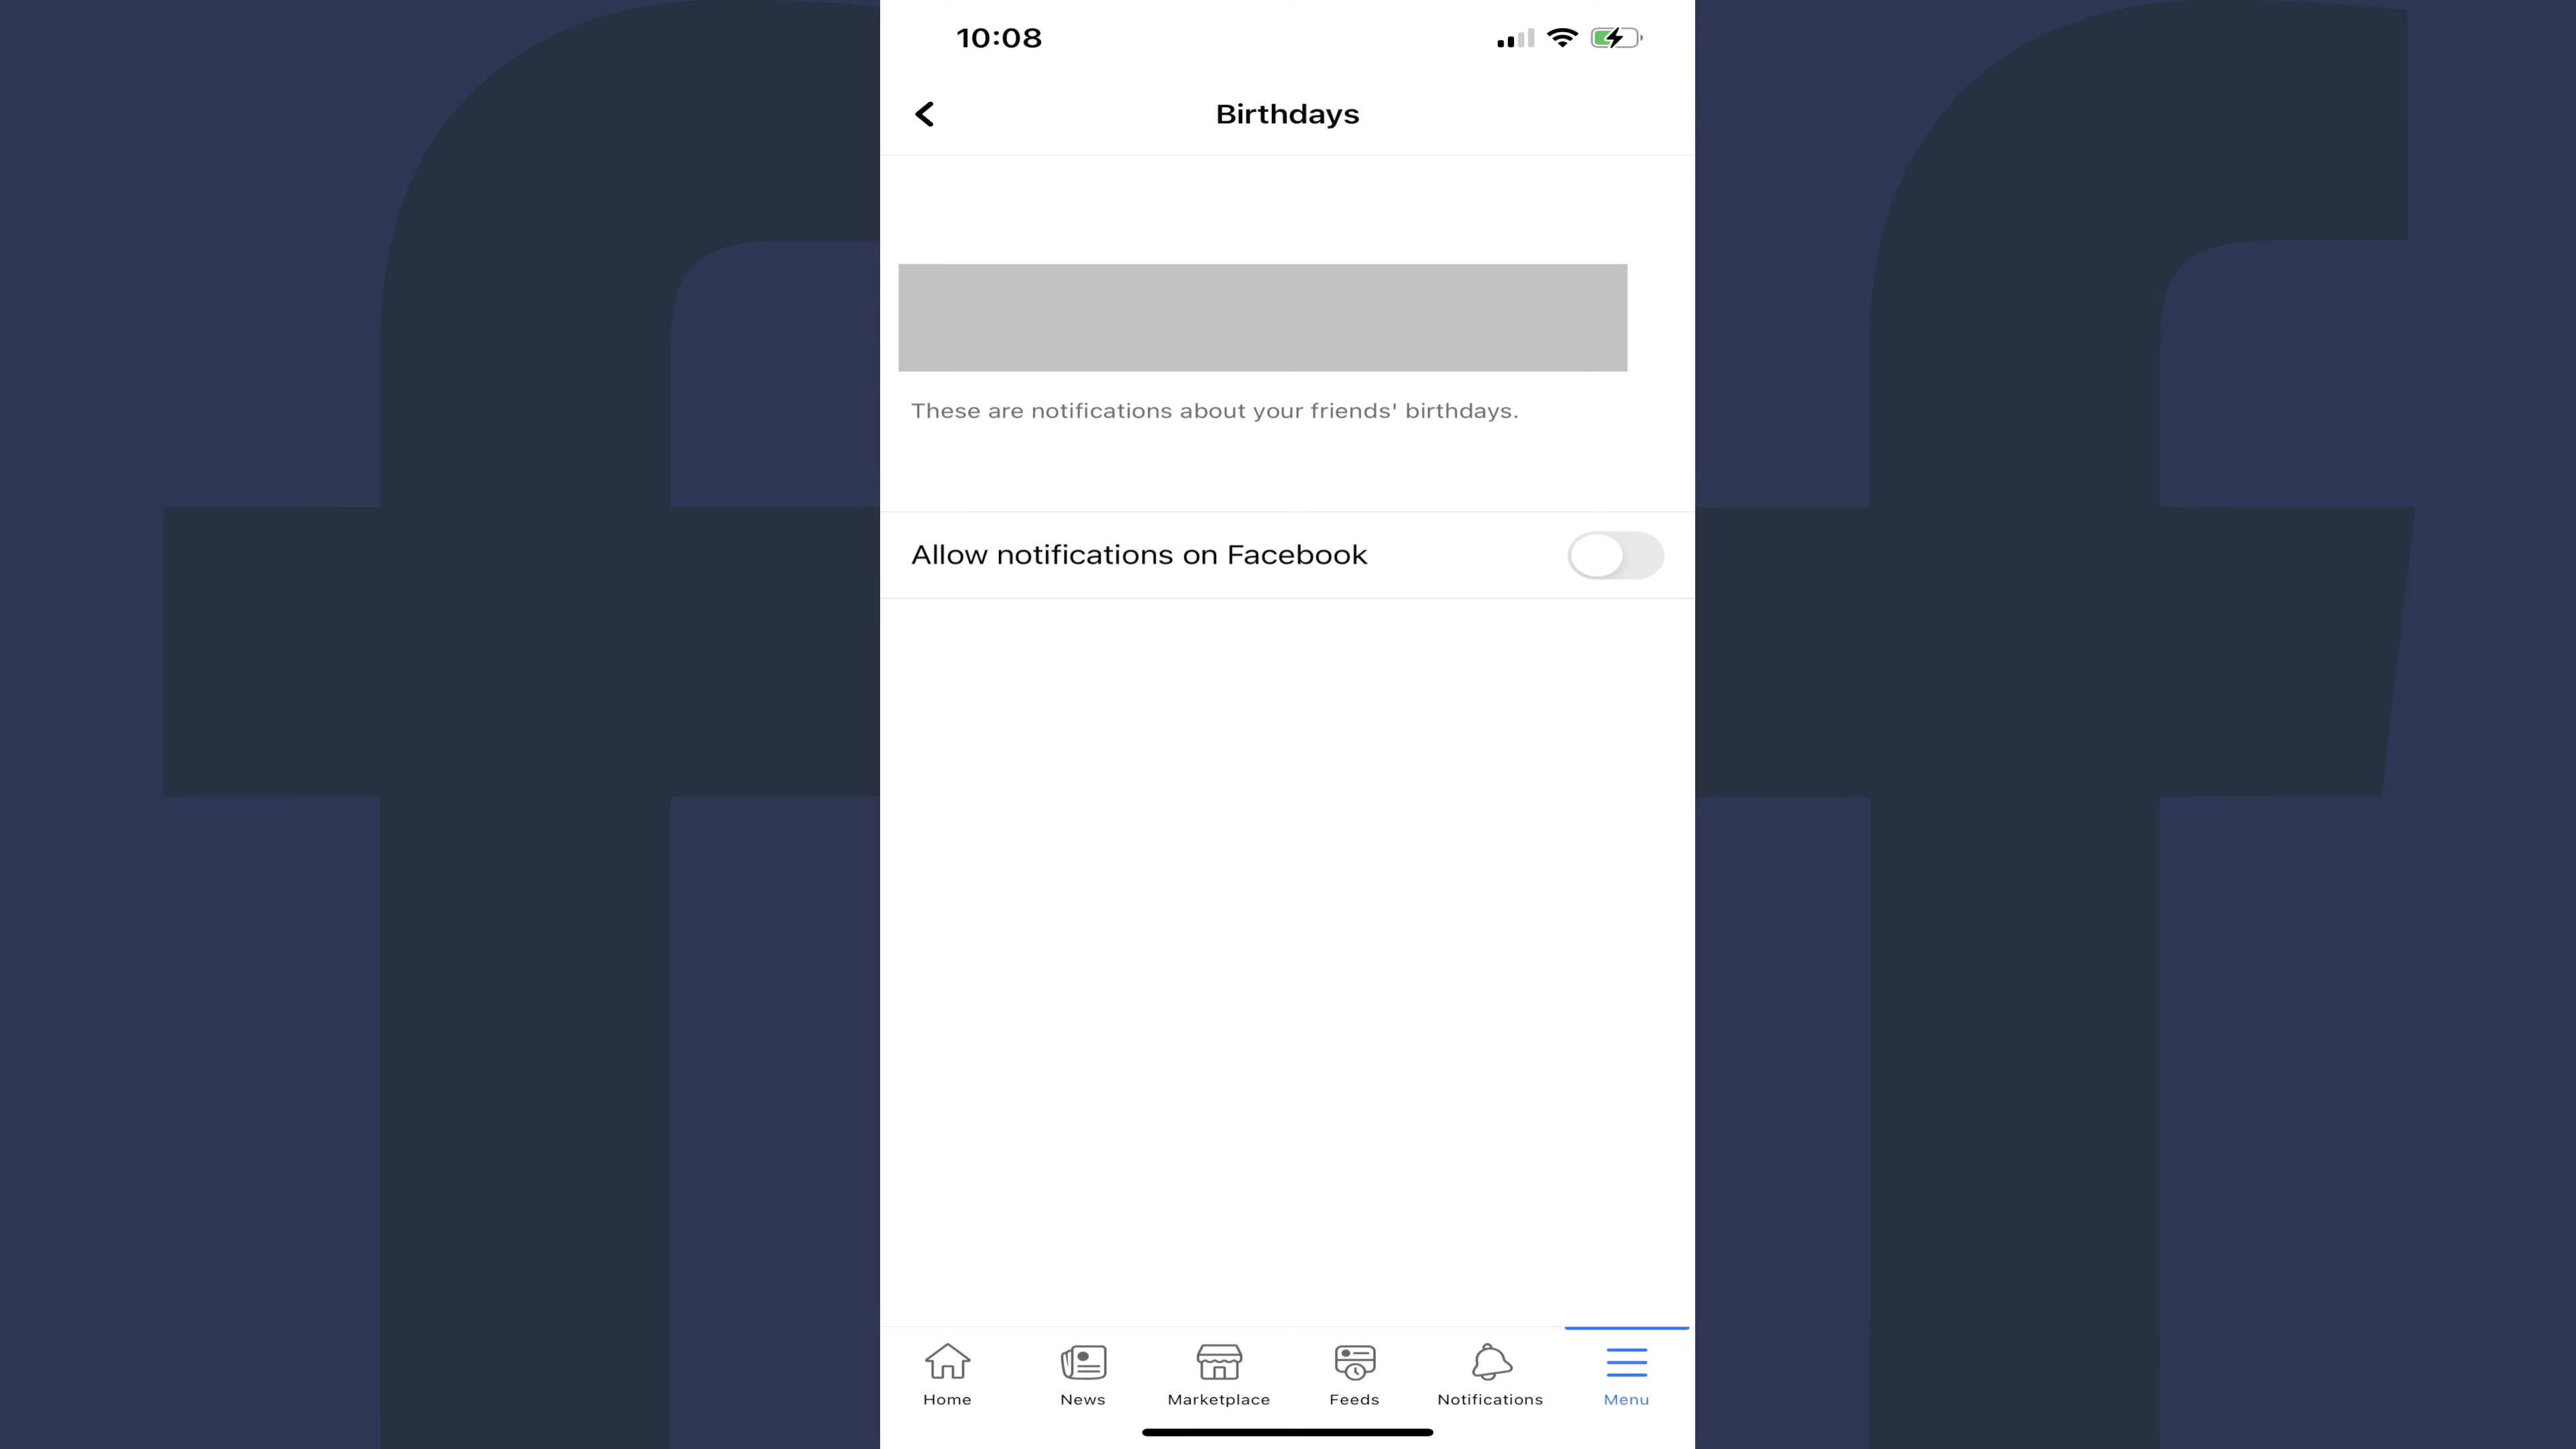 10:08
Birthdays
These are notifications about your friends' birthdays.
Allow notifications on Facebook
Home News Marketplace Feeds Notifications Menu